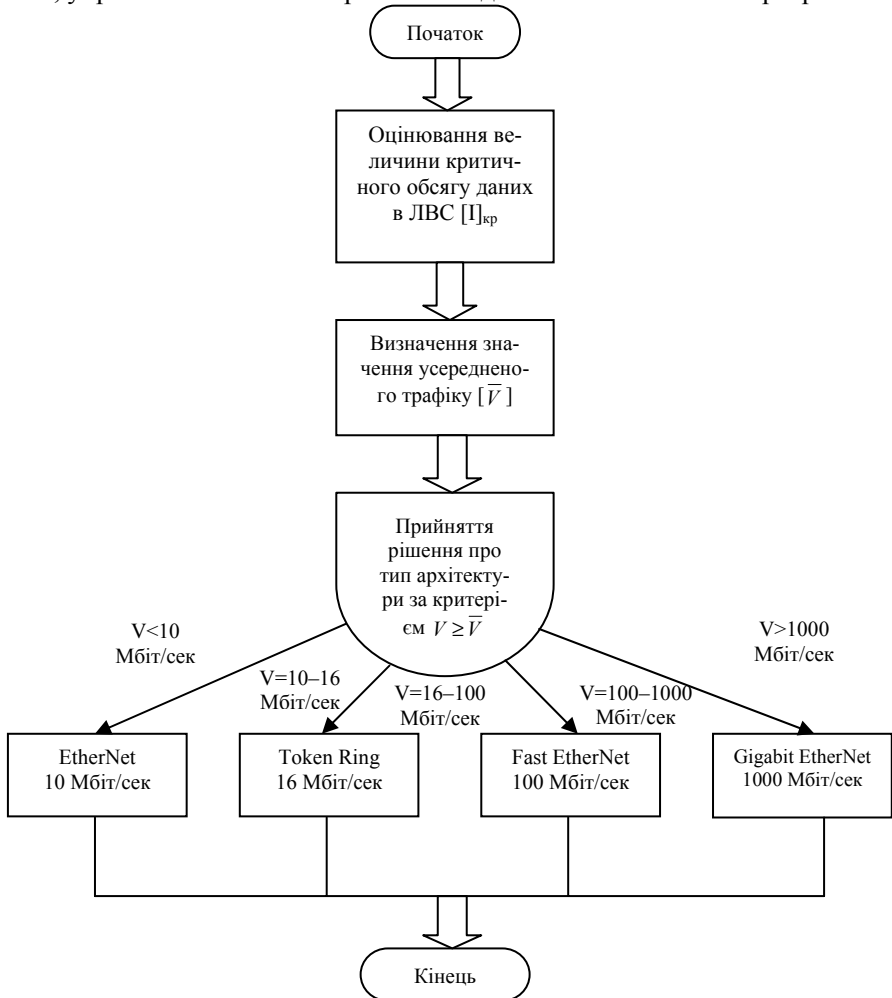 Початок
Оцінювання ве-
личини критич-
ного обсягу даних
в ЛВС [I]кр
Визначення зна-
чення усереднено-
го трафіку [V̅]
Прийняття
рішення про
тип архітекту-
ри за критері-
єм V ≥ V̅
V<10
Мбіт/сек
V=10–16
Мбіт/сек
V=16–100
Мбіт/сек
V=100–1000
Мбіт/сек
V>1000
Мбіт/сек
EtherNet
10 Мбіт/сек
Token Ring
16 Мбіт/сек
Fast EtherNet
100 Мбіт/сек
Gigabit EtherNet
1000 Мбіт/сек
Кінець